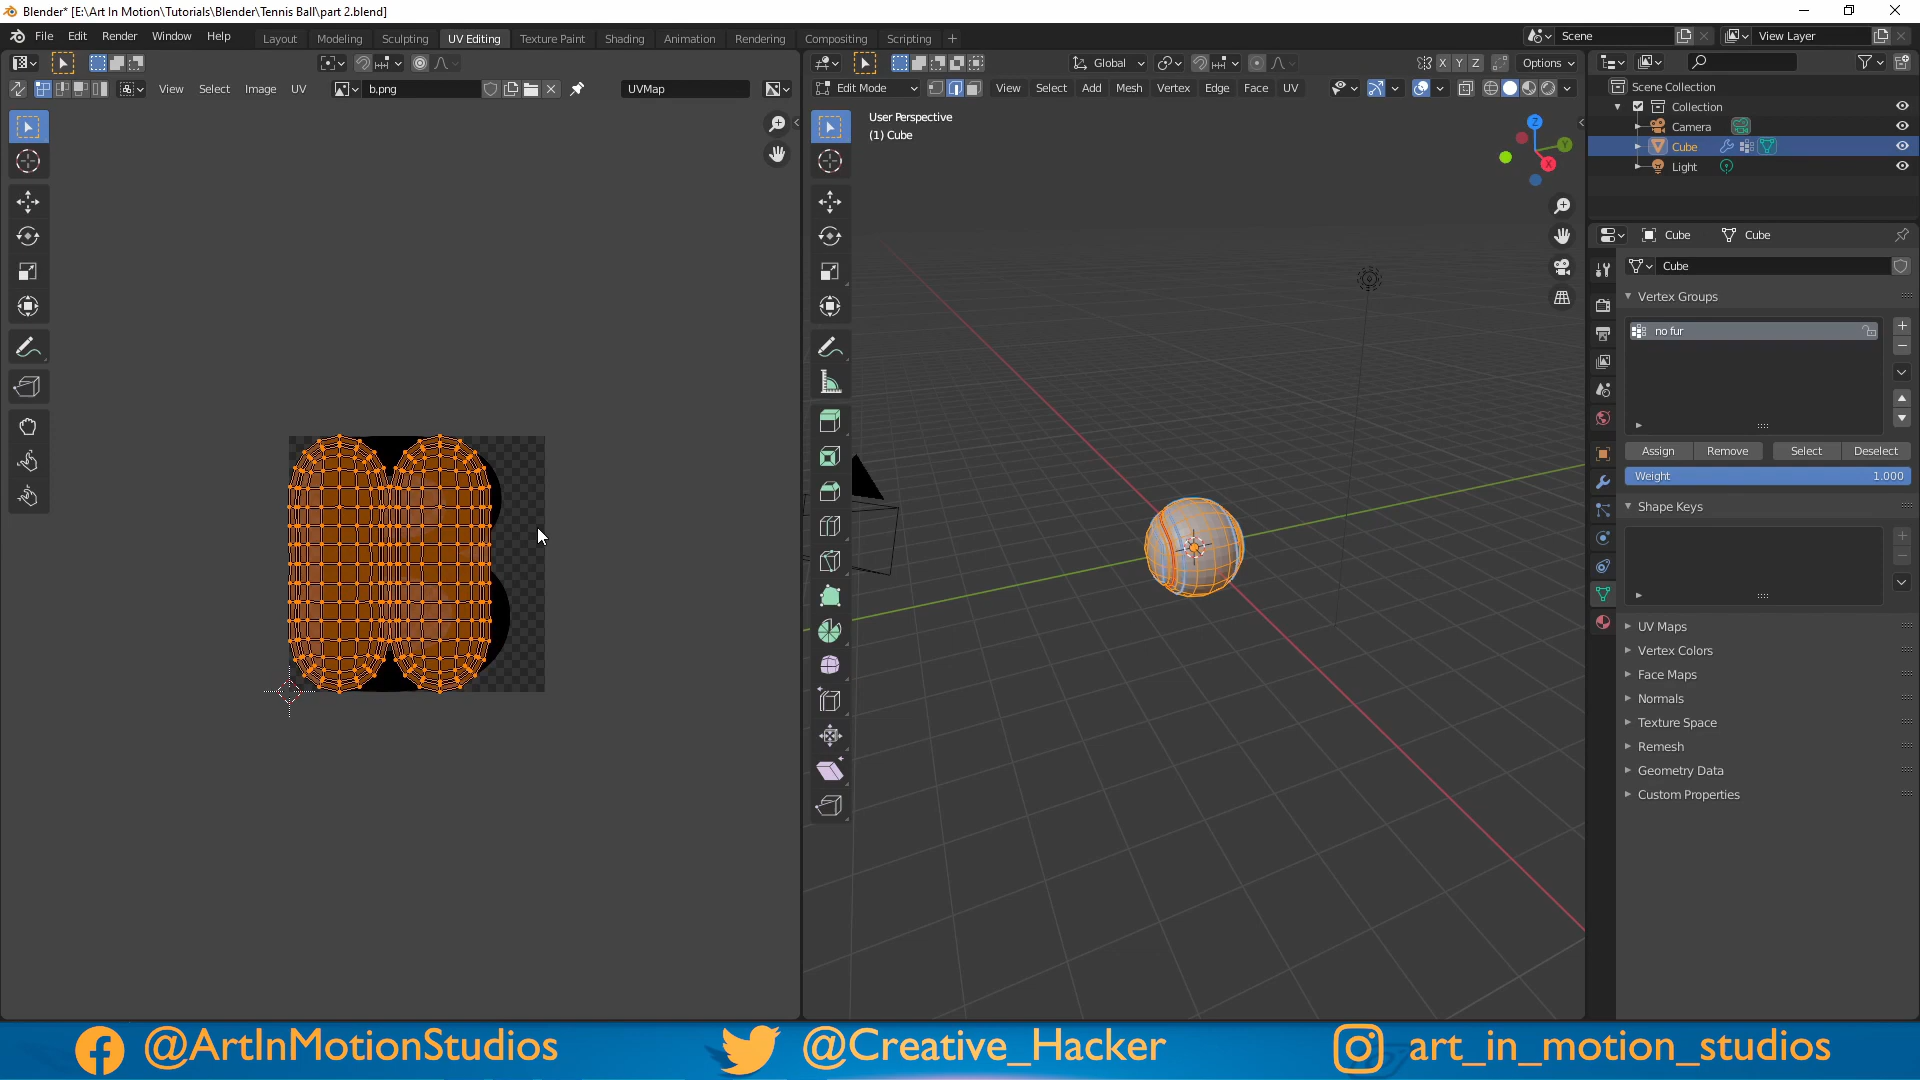 Blender* [E:\Art In Motion\Tutorials\Blender\Tennis Ball\part 2.blend]
File Edit Render Window Help Layout Modeling Sculpting UV Editing Texture Paint Shading Animation Rendering Compositing Scripting + Scene View Layer
Global X Y Z Options
View Select Image UV b.png UVMap Edit Mode View Select Add Mesh Vertex Edge Face UV
User Perspective
(1) Cube
Z
Y
X
Scene Collection
Collection
Camera
Cube
Light
Cube Cube
Cube
Vertex Groups
no fur
Assign Remove Select Deselect
Weight 1.000
Shape Keys
UV Maps
Vertex Colors
Face Maps
Normals
Texture Space
Remesh
Geometry Data
Custom Properties
@ArtInMotionStudios @Creative_Hacker art_in_motion_studios